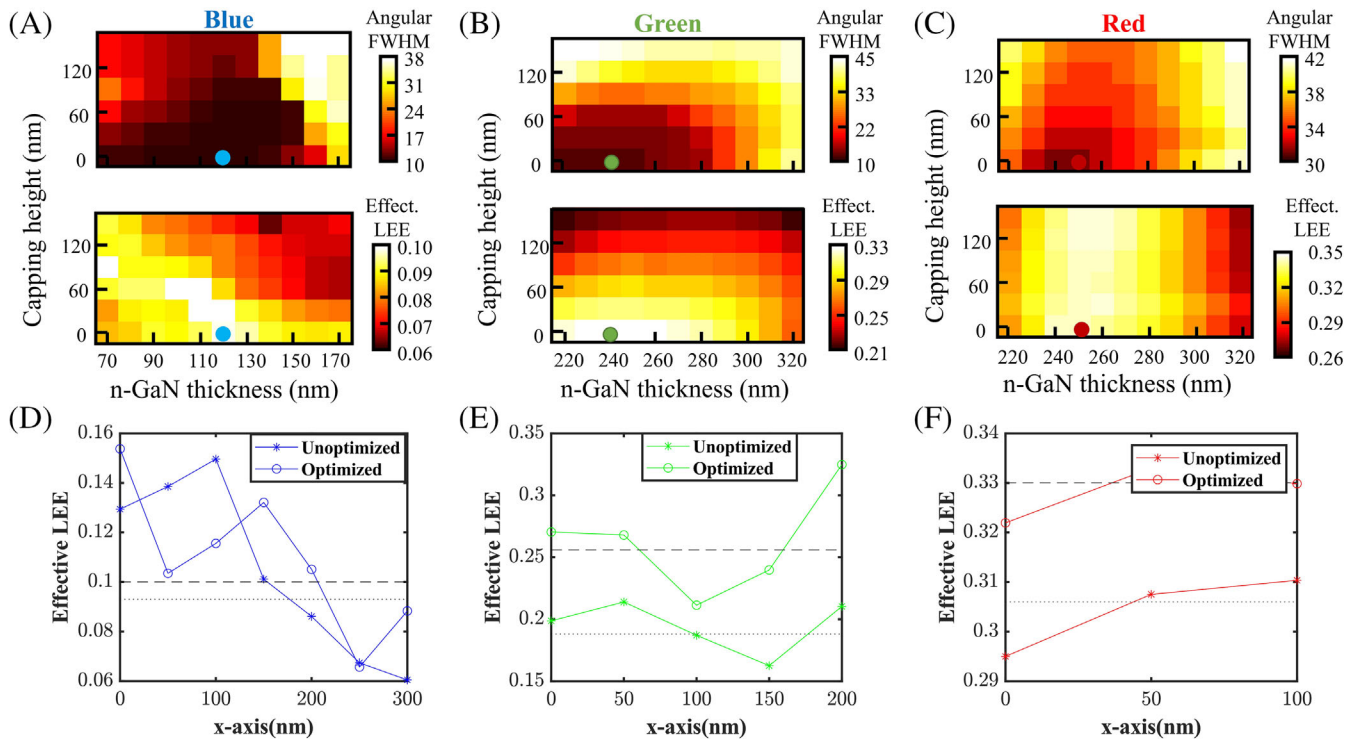 (A)
Blue
Angular
FWHM
38
31
24
17
10
120
60
0
Effect.
LEE
0.10
0.09
0.08
0.07
0.06
120
60
0
70
90
110
130
150
170
Capping height (nm)
n-GaN thickness (nm)
(B)
Green
Angular
FWHM
45
33
22
10
120
60
0
Effect.
LEE
0.33
0.29
0.25
0.21
120
60
0
220
240
260
280
300
320
Capping height (nm)
n-GaN thickness (nm)
(C)
Red
Angular
FWHM
42
38
34
30
120
60
0
Effect.
LEE
0.35
0.32
0.29
0.26
120
60
0
220
240
260
280
300
320
Capping height (nm)
n-GaN thickness (nm)
(D)
0.16
0.14
0.12
0.1
0.08
0.06
Effective LEE
Unoptimized
Optimized
0
100
200
300
x-axis(nm)
(E)
0.35
0.25
0.15
Effective LEE
Unoptimized
Optimized
0
50
100
150
200
x-axis(nm)
(F)
0.34
0.33
0.32
0.31
0.3
0.29
Effective LEE
Unoptimized
Optimized
0
50
100
x-axis(nm)